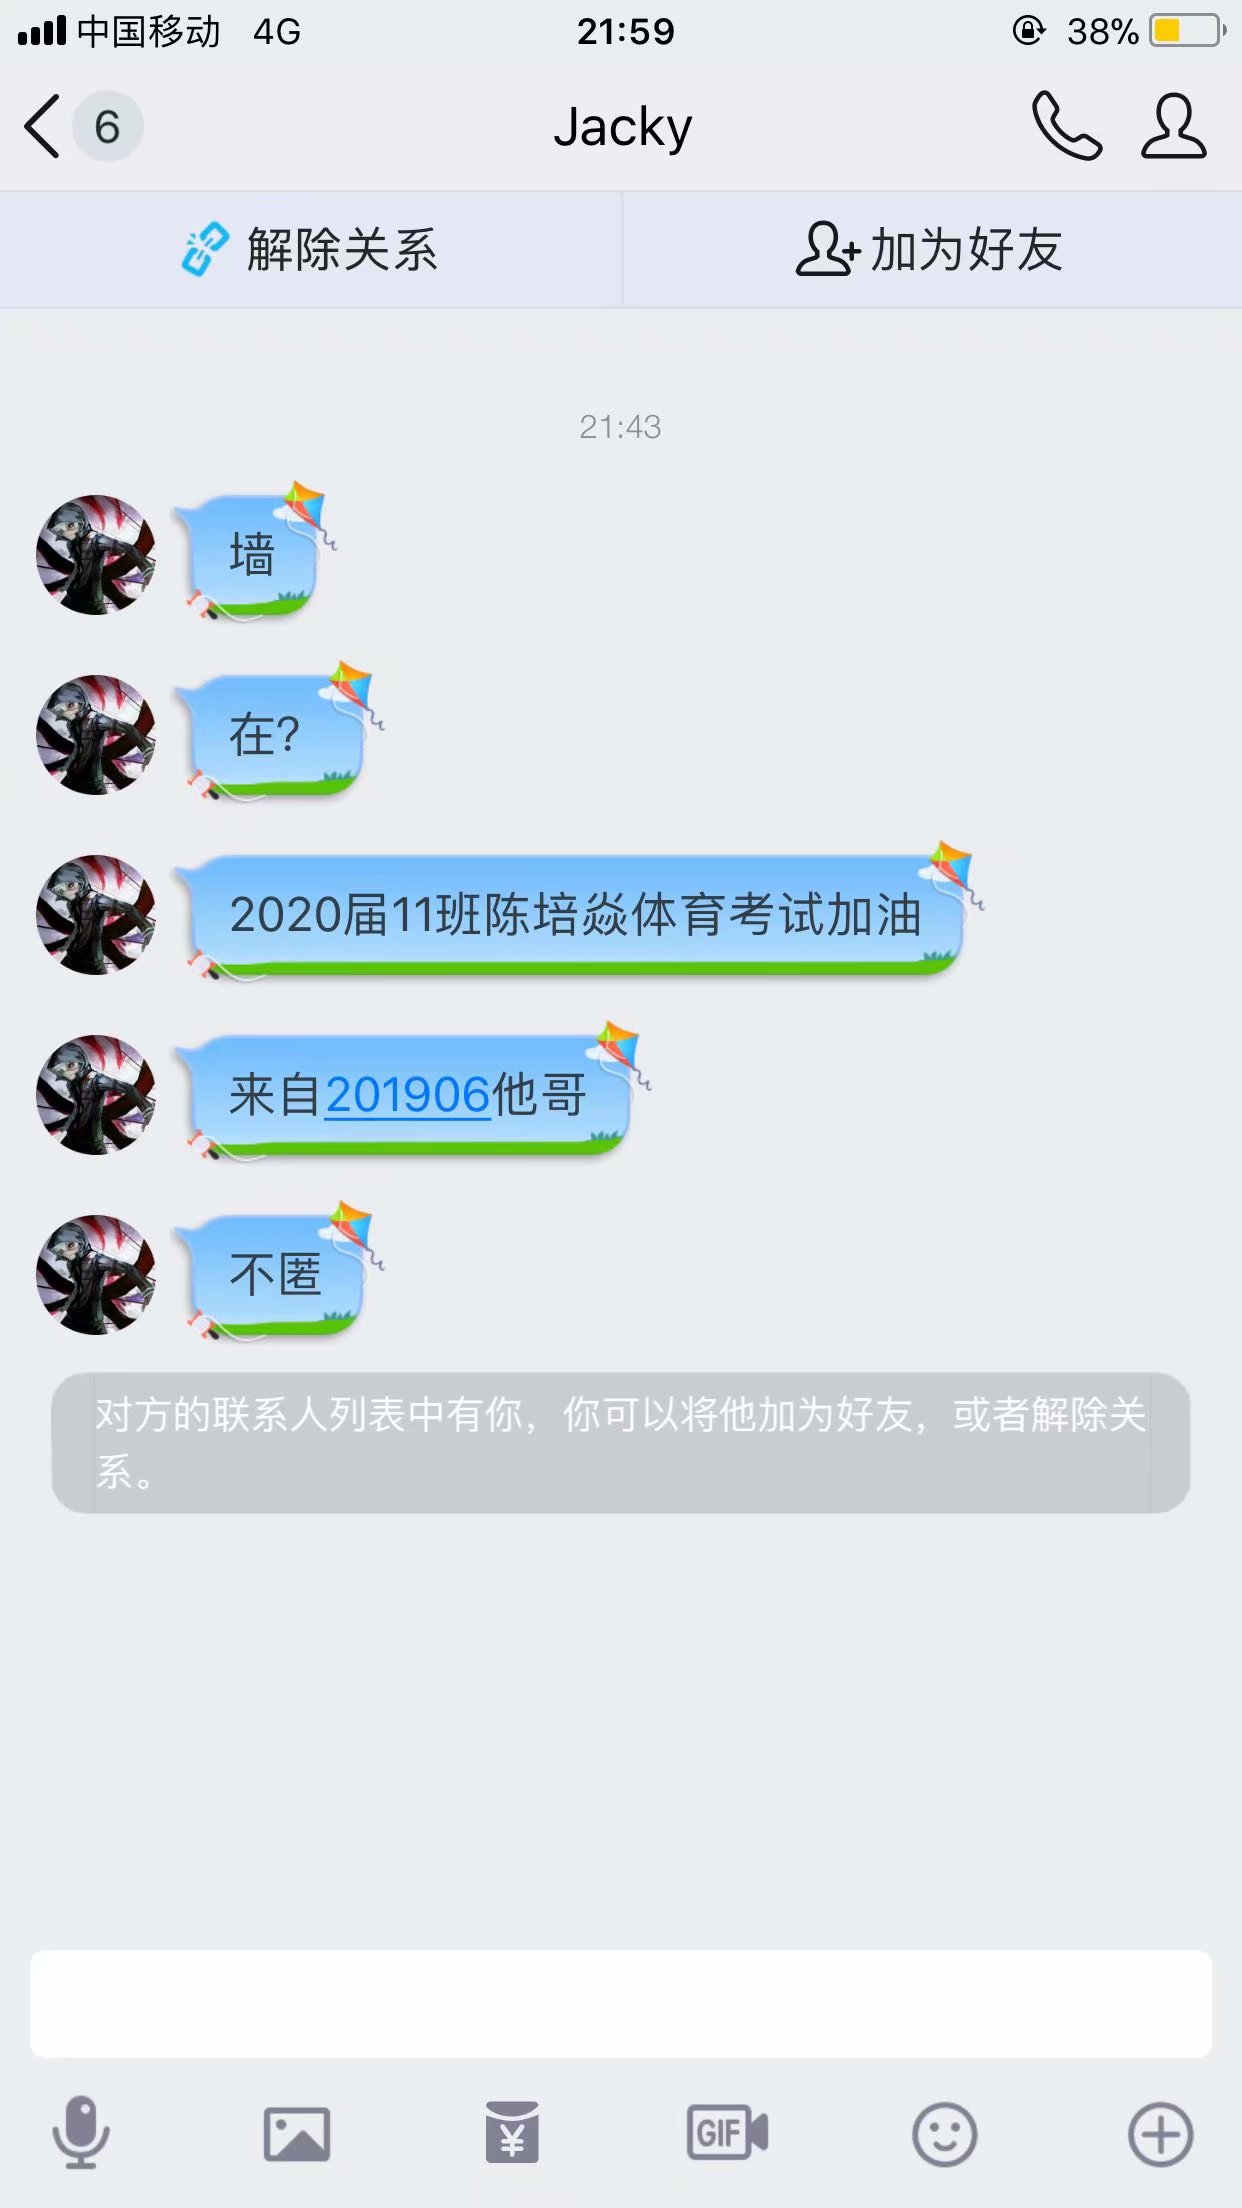 中国移动 4G 21:59 38%
6 Jacky
解除关系 加为好友
21:43
墙
在?
2020届11班陈培焱体育考试加油
来自201906他哥
不匿
对方的联系人列表中有你，你可以将他加为好友，或者解除关
系。
¥ GIF